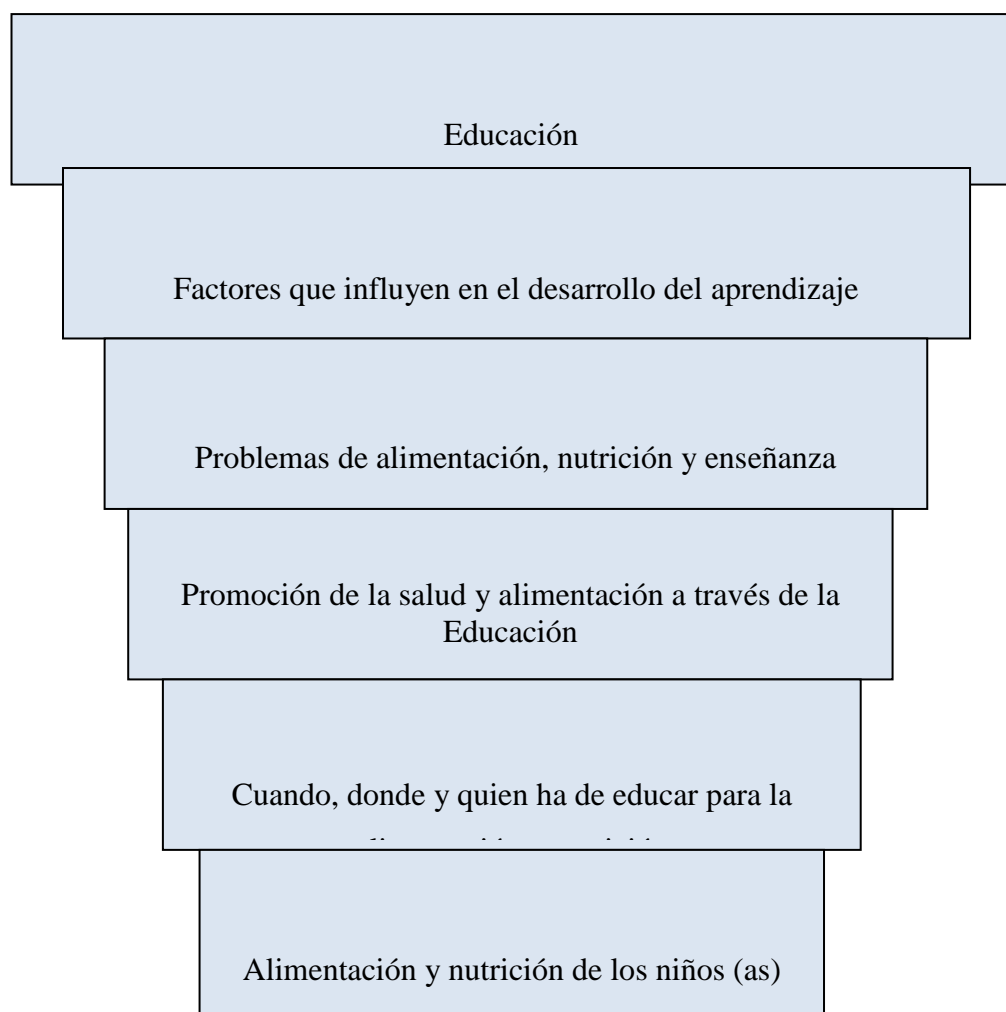 Educación
Factores que influyen en el desarrollo del aprendizaje
Problemas de alimentación, nutrición y enseñanza
Promoción de la salud y alimentación a través de la
Educación
Cuando, donde y quien ha de educar para la
Alimentación y nutrición de los niños (as)